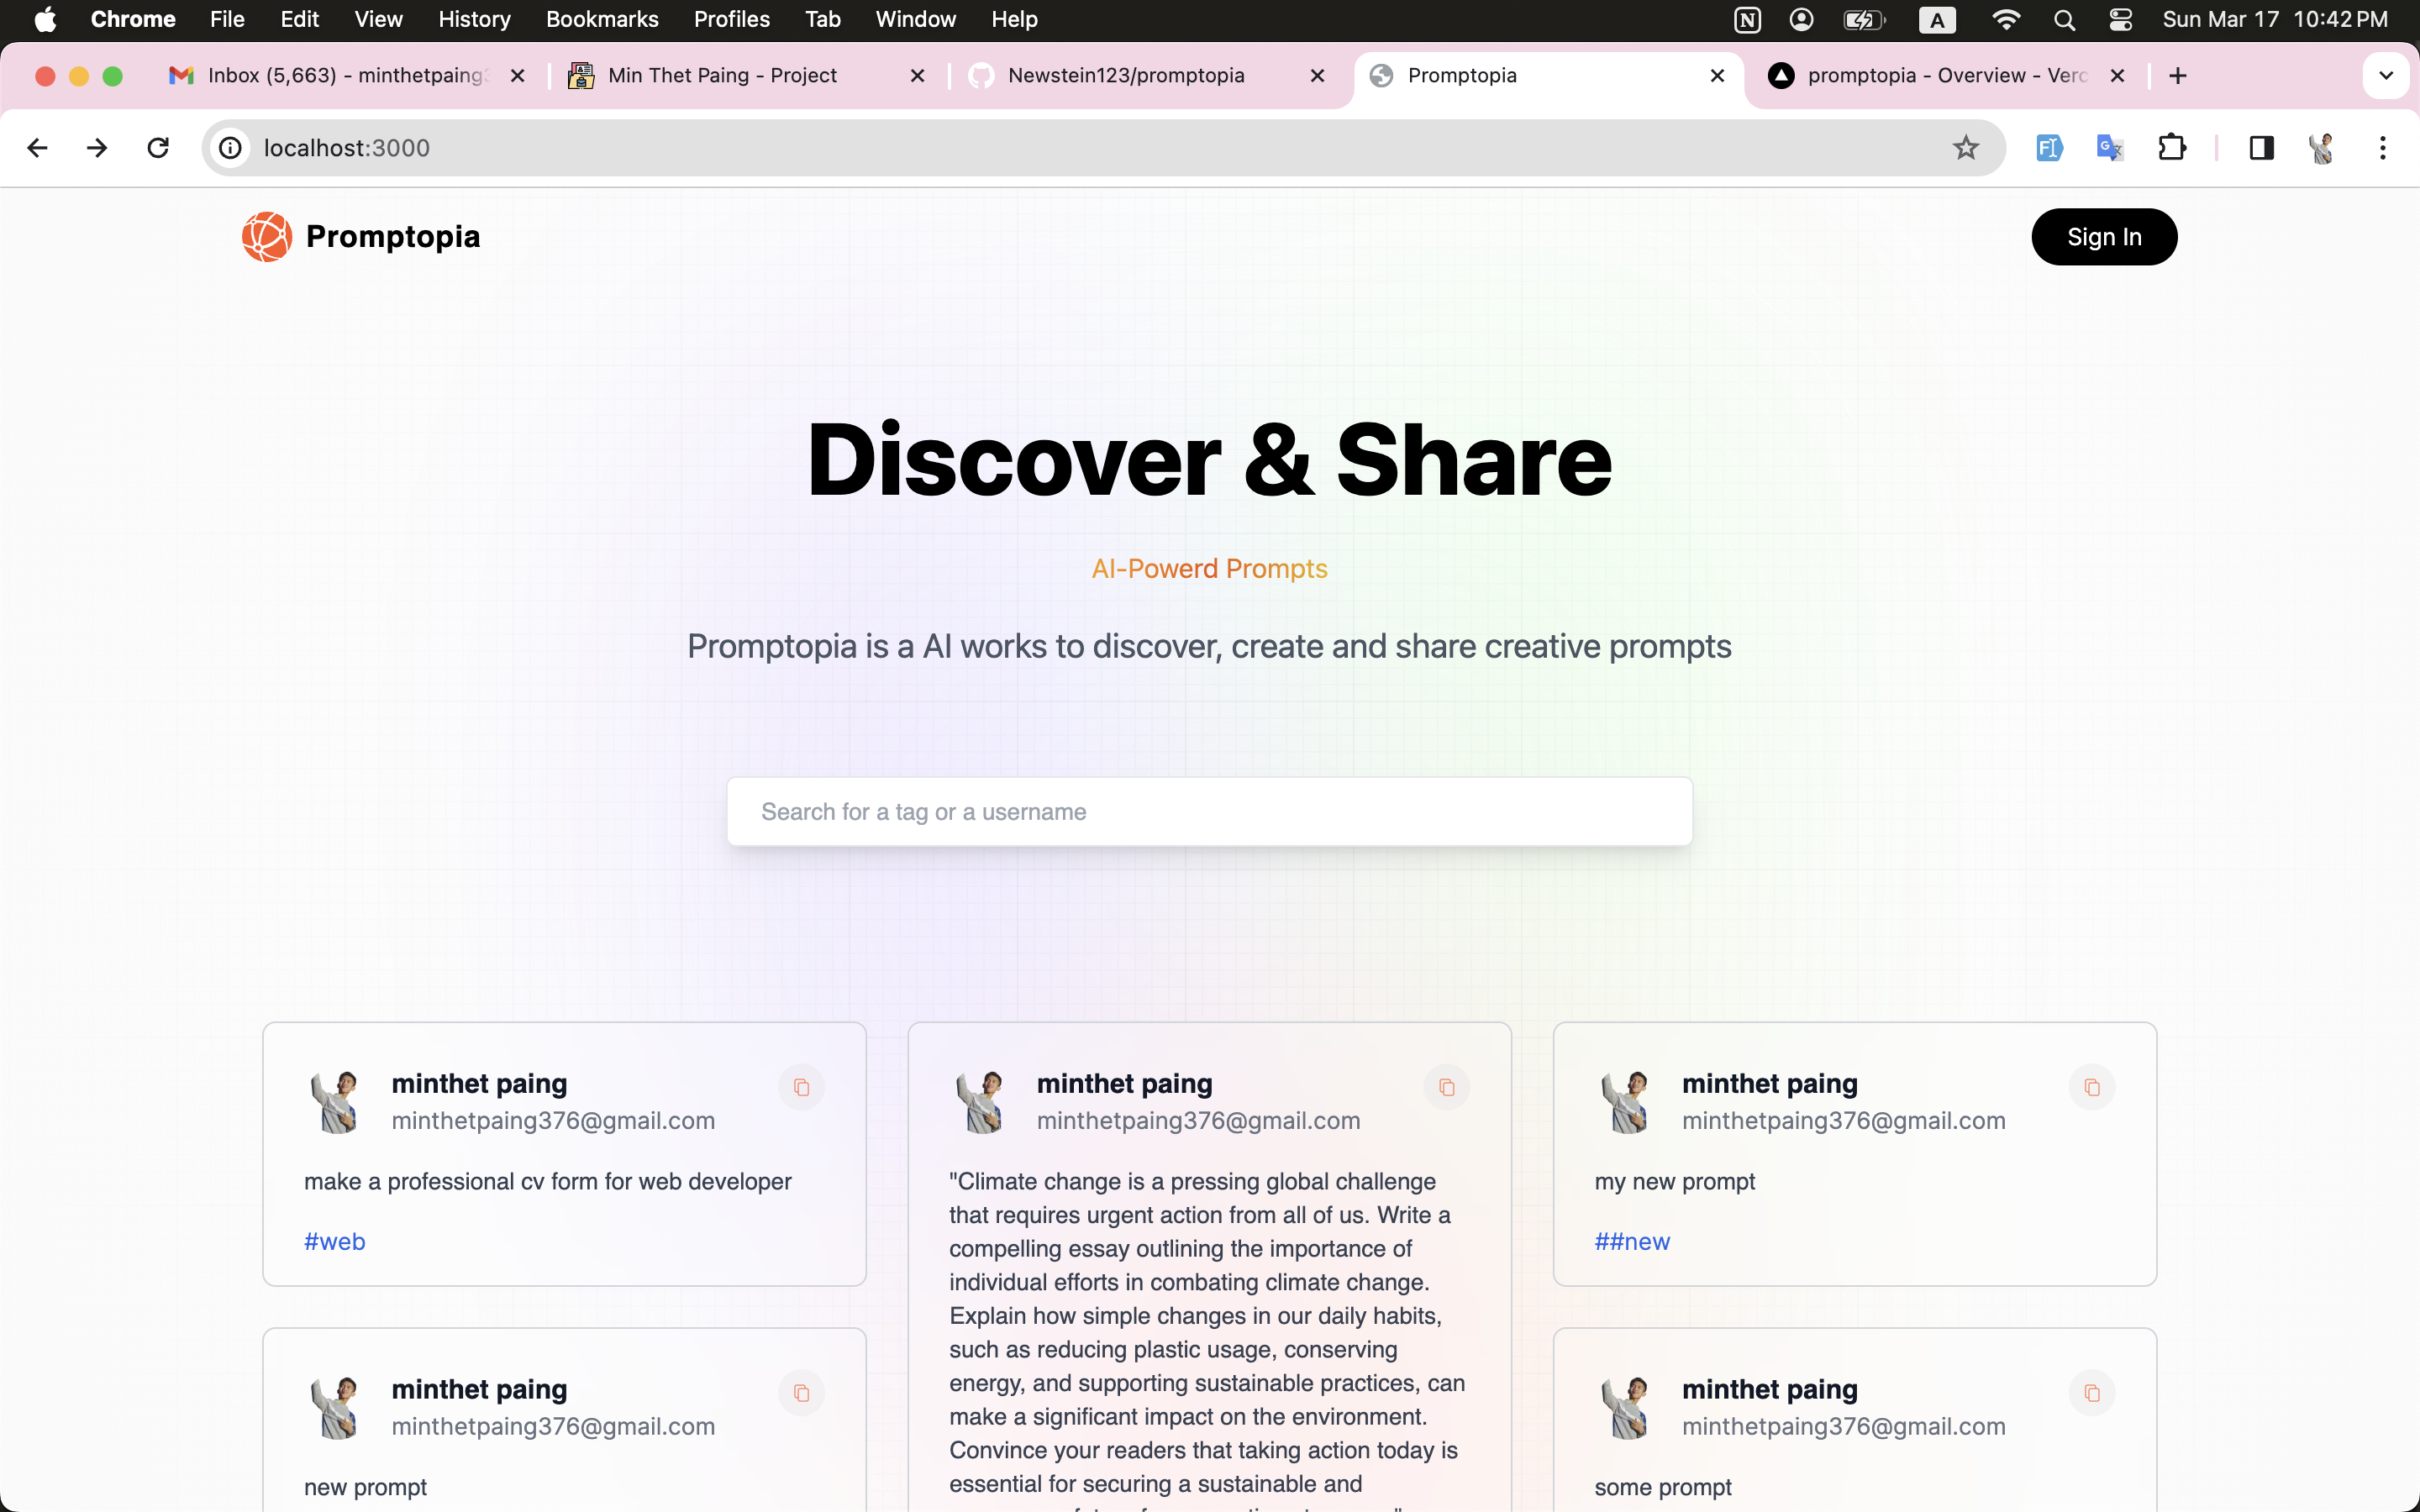 Chrome File Edit View History Bookmarks Profiles Tab Window Help N A Sun Mar 17 10:42 PM
Inbox (5,663) - minthetpaing Min Thet Paing - Project Newstein123/promptopia Promptopia promptopia - Overview - Verc
localhost:3000
Promptopia
Sign In
Discover & Share
AI-Powerd Prompts
Promptopia is a AI works to discover, create and share creative prompts
Search for a tag or a username
minthet paing
minthetpaing376@gmail.com
make a professional cv form for web developer
#web
minthet paing
minthetpaing376@gmail.com
"Climate change is a pressing global challenge
that requires urgent action from all of us. Write a
compelling essay outlining the importance of
individual efforts in combating climate change.
Explain how simple changes in our daily habits,
such as reducing plastic usage, conserving
energy, and supporting sustainable practices, can
make a significant impact on the environment.
Convince your readers that taking action today is
essential for securing a sustainable and
minthet paing
minthetpaing376@gmail.com
my new prompt
##new
minthet paing
minthetpaing376@gmail.com
new prompt
minthet paing
minthetpaing376@gmail.com
some prompt